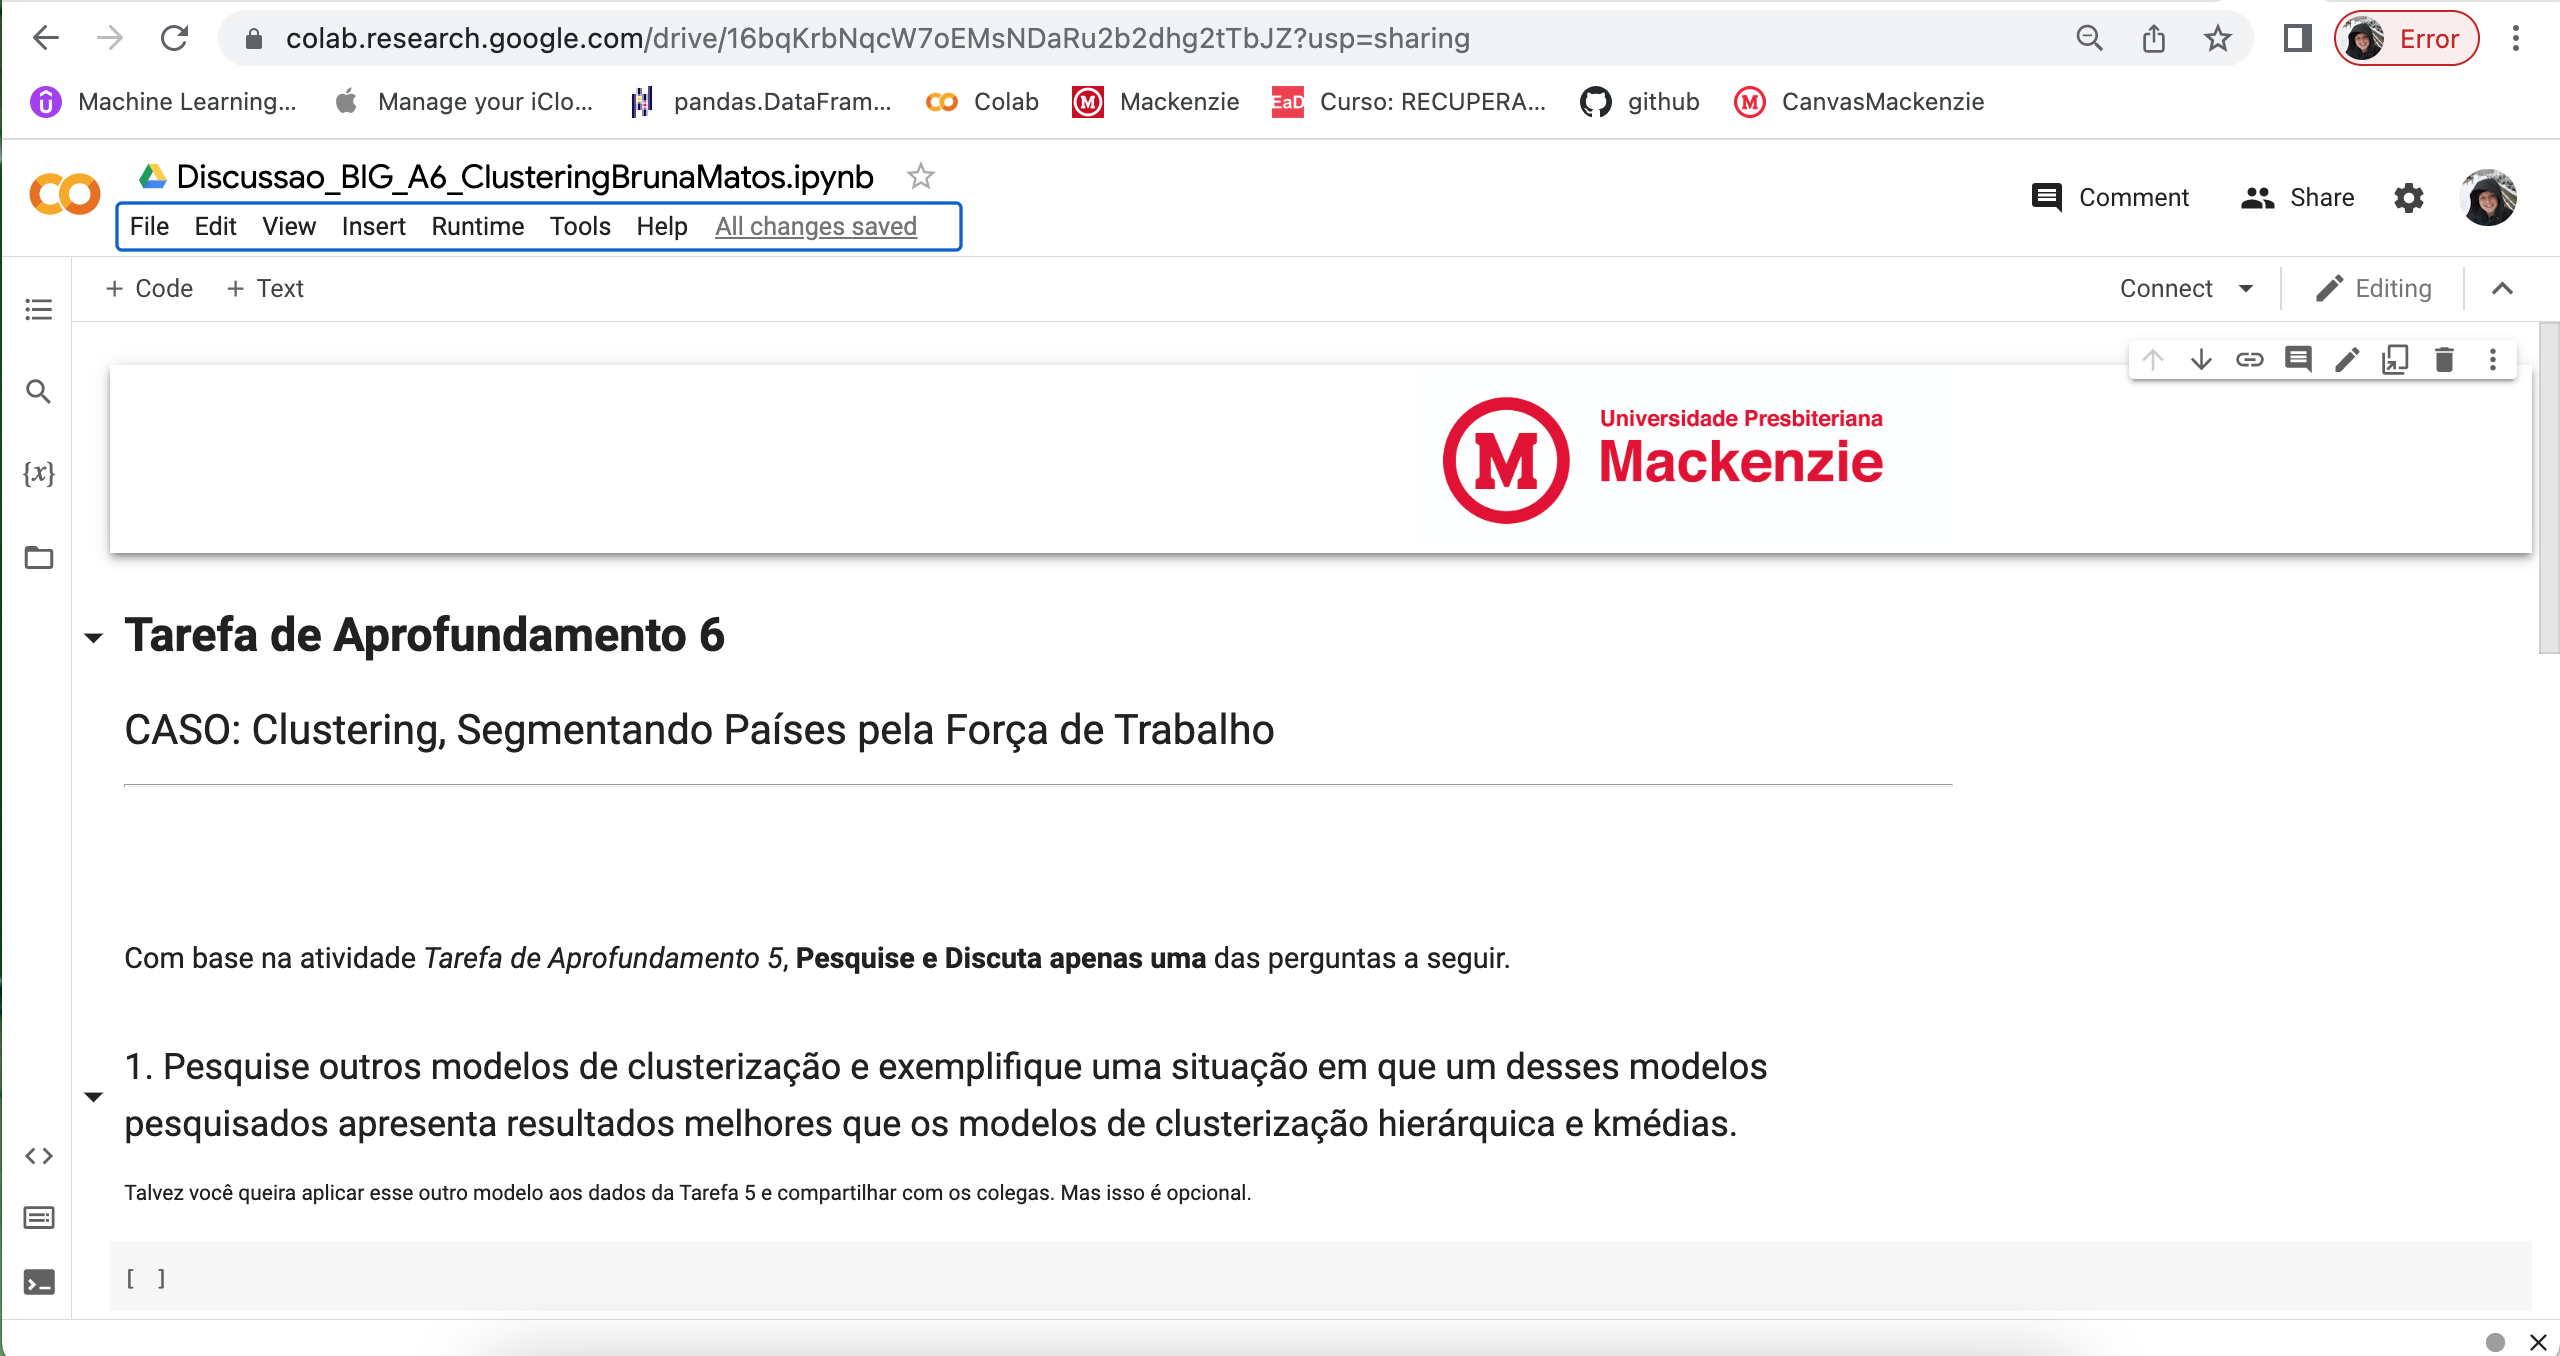 colab.research.google.com/drive/16bqKrbNqcW7oEMsNDaRu2b2dhg2tTbJZ?usp=sharing
Error
Machine Learning...
Manage your iClo...
pandas.DataFram...
Colab
Mackenzie
EaD Curso: RECUPERA...
github
CanvasMackenzie
Discussao_BIG_A6_ClusteringBrunaMatos.ipynb
File Edit View Insert Runtime Tools Help All changes saved
Comment
Share
+ Code + Text
Connect
Editing
{x}
M
Universidade Presbiteriana
Mackenzie
Tarefa de Aprofundamento 6
CASO: Clustering, Segmentando Países pela Força de Trabalho
Com base na atividade Tarefa de Aprofundamento 5, Pesquise e Discuta apenas uma das perguntas a seguir.
1. Pesquise outros modelos de clusterização e exemplifique uma situação em que um desses modelos
pesquisados apresenta resultados melhores que os modelos de clusterização hierárquica e kmédias.
Talvez você queira aplicar esse outro modelo aos dados da Tarefa 5 e compartilhar com os colegas. Mas isso é opcional.
[ ]